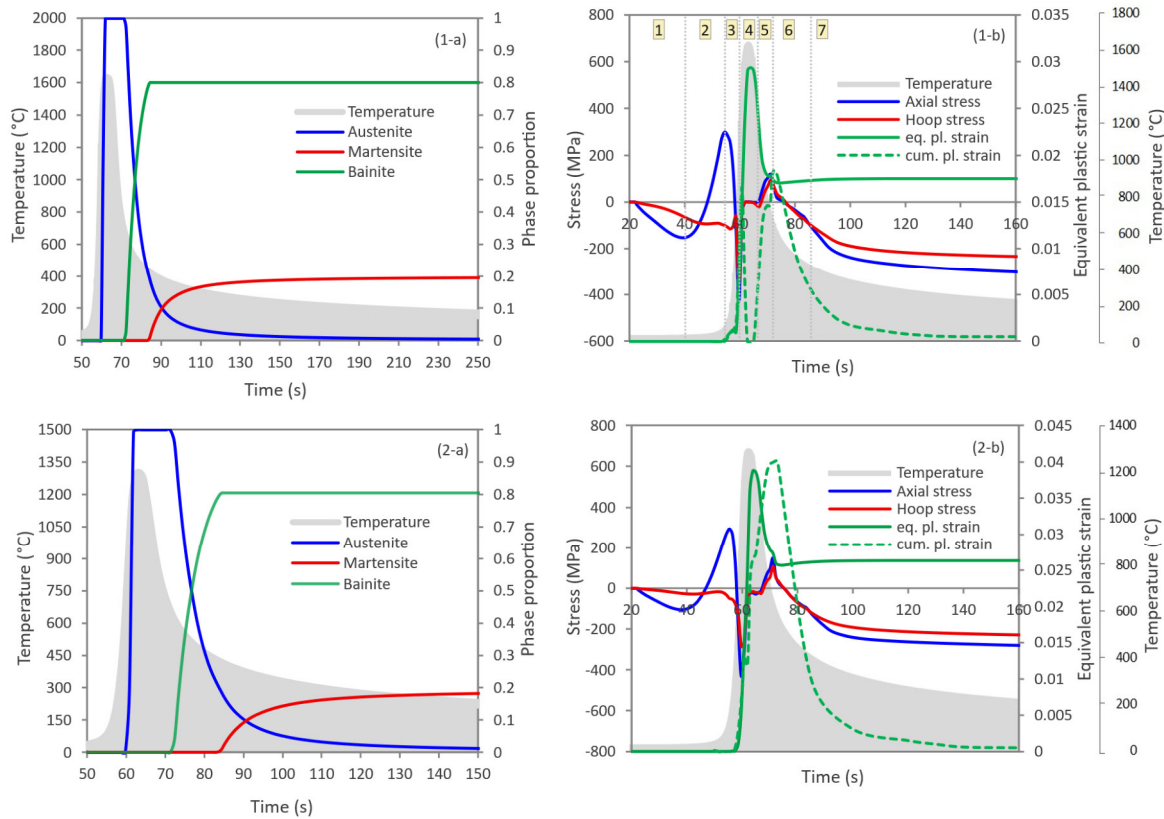 (1-a)
2000
1800
1600
1400
1200
1000
800
600
400
200
0
Temperature (°C)
1
0.9
0.8
0.7
0.6
0.5
0.4
0.3
0.2
0.1
0
Phase proportion
Temperature
Austenite
Martensite
Bainite
50 70 90 110 130 150 170 190 210 230 250
Time (s)
(1-b)
1 2 3 4 5 6 7
800
600
400
200
0
-200
-400
-600
Stress (MPa)
0.035
0.03
0.025
0.02
0.015
0.01
0.005
0
Equivalent plastic strain
1800
1600
1400
1200
1000
800
600
400
200
0
Temperature (°C)
Temperature
Axial stress
Hoop stress
eq. pl. strain
cum. pl. strain
20 40 60 80 100 120 140 160
Time (s)
(2-a)
1500
1350
1200
1050
900
750
600
450
300
150
0
Temperature (°C)
1
0.9
0.8
0.7
0.6
0.5
0.4
0.3
0.2
0.1
0
Phase proportion
Temperature
Austenite
Martensite
Bainite
50 60 70 80 90 100 110 120 130 140 150
Time (s)
(2-b)
800
600
400
200
0
-200
-400
-600
-800
Stress (MPa)
0.045
0.04
0.035
0.03
0.025
0.02
0.015
0.01
0.005
0
Equivalent plastic strain
1400
1200
1000
800
600
400
200
0
Temperature (°C)
Temperature
Axial stress
Hoop stress
eq. pl. strain
cum. pl. strain
20 40 60 80 100 120 140 160
Time (s)